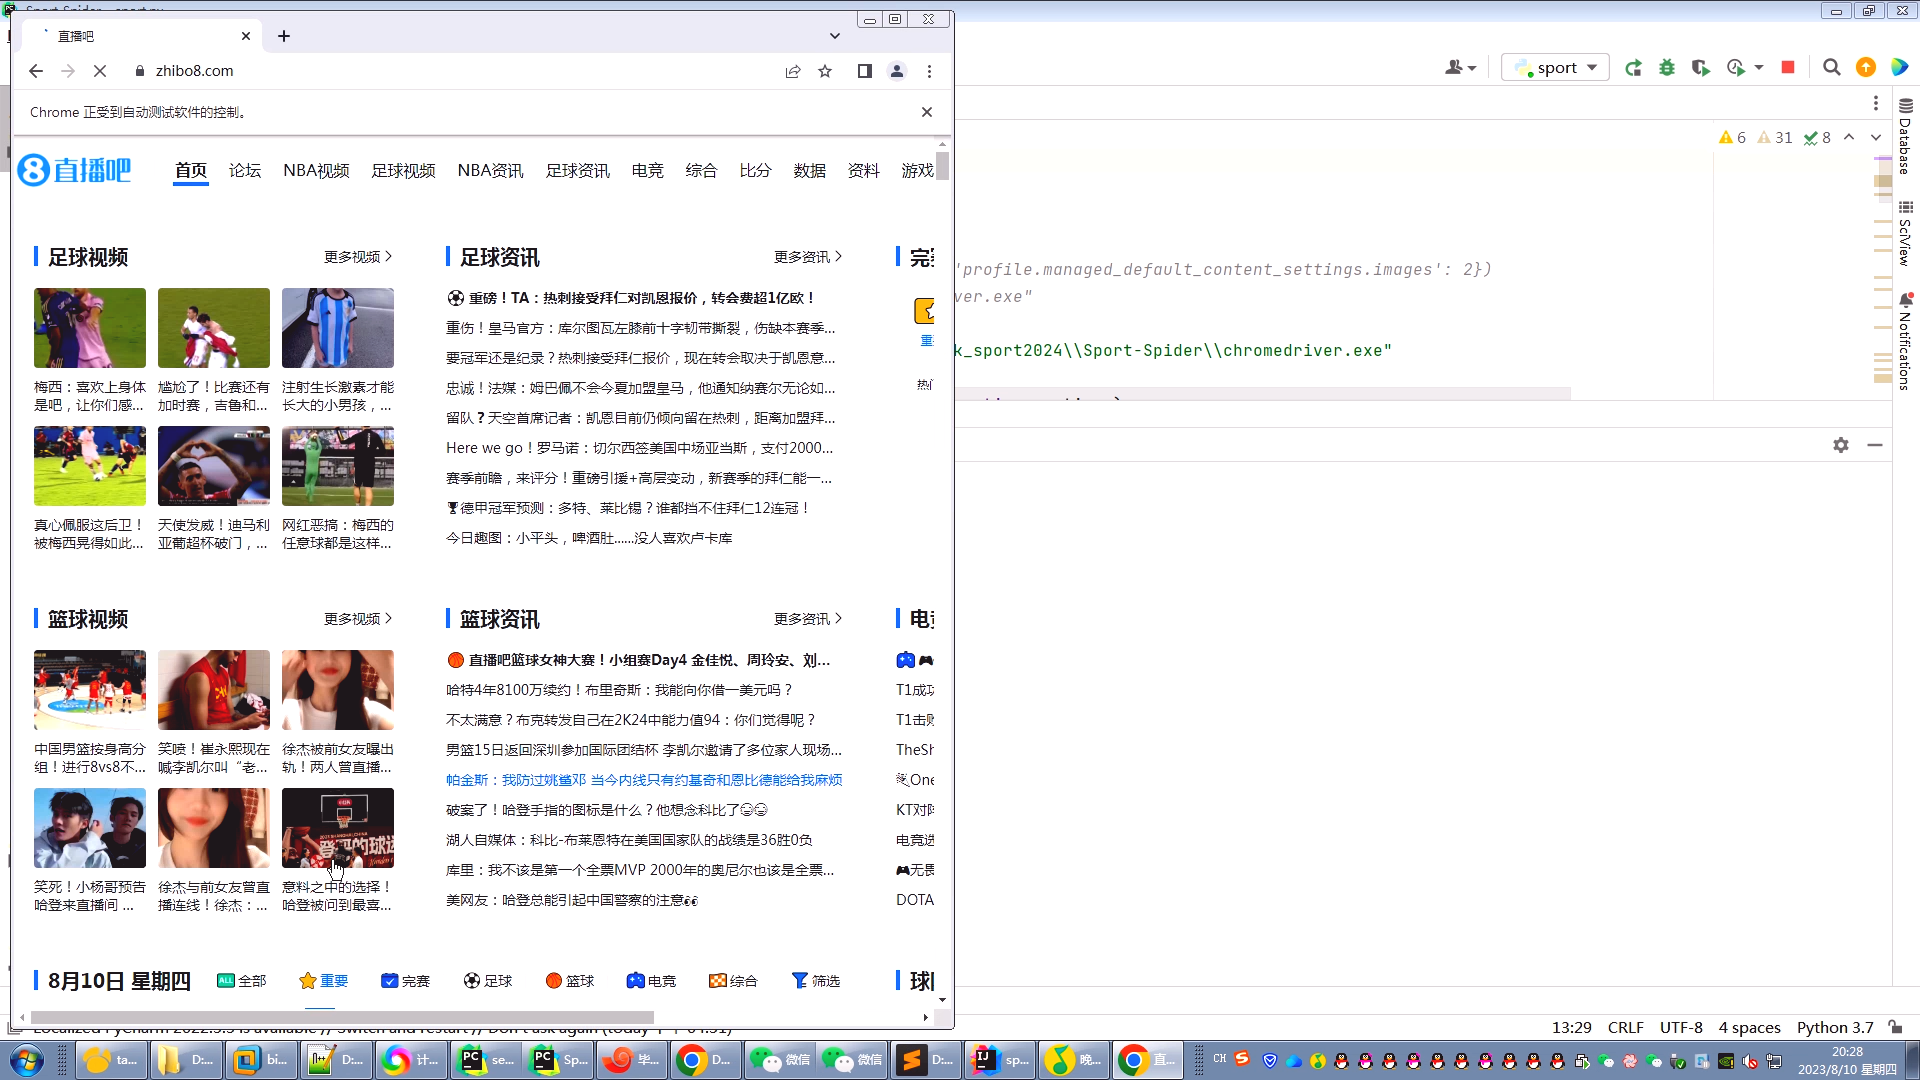 直播吧
zhibo8.com
Chrome 正受到自动测试软件的控制。
sport
6 31 8
直播吧
首页 论坛 NBA视频 足球视频 NBA资讯 足球资讯 电竞 综合 比分 数据 资料 游戏
足球视频 更多视频
梅西：喜欢上身体是吧，让你们感...
尴尬了！比赛还有加时赛，吉鲁和...
注射生长激素才能长大的小男孩，...
真心佩服这后卫！被梅西晃得如此...
天使发威！迪马利亚葡超杯破门，...
网红恶搞：梅西的任意球都是这样...
足球资讯 更多资讯
重磅！TA：热刺接受拜仁对凯恩报价，转会费超1亿欧！
重伤！皇马官方：库尔图瓦左膝前十字韧带撕裂，伤缺本赛季...
要冠军还是纪录？热刺接受拜仁报价，现在转会取决于凯恩意...
忠诚！法媒：姆巴佩不会今夏加盟皇马，他通知纳赛尔无论如...
留队？天空首席记者：凯恩目前仍倾向留在热刺，距离加盟拜...
Here we go！罗马诺：切尔西签美国中场亚当斯，支付2000...
赛季前瞻，来评分！重磅引援+高层变动，新赛季的拜仁能一...
德甲冠军预测：多特、莱比锡？谁都挡不住拜仁12连冠！
今日趣图：小平头，啤酒肚......没人喜欢卢卡库
完
重
热
篮球视频 更多视频
中国男篮按身高分组！进行8vs8不...
笑喷！崔永熙现在喊李凯尔叫“老...
徐杰被前女友曝出轨！两人曾直播...
笑死！小杨哥预告哈登来直播间 ...
徐杰与前女友曾直播连线！徐杰：...
意料之中的选择！哈登被问到最喜...
篮球资讯 更多资讯
直播吧篮球女神大赛！小组赛Day4 金佳悦、周玲安、刘...
哈特4年8100万续约！布里奇斯：我能向你借一美元吗？
不太满意？布克转发自己在2K24中能力值94：你们觉得呢？
男篮15日返回深圳参加国际团结杯 李凯尔邀请了多位家人现场...
帕金斯：我防过姚鲨邓 当今内线只有约基奇和恩比德能给我麻烦
破案了！哈登手指的图标是什么？他想念科比了
湖人自媒体：科比-布莱恩特在美国国家队的战绩是36胜0负
库里：我不该是第一个全票MVP 2000年的奥尼尔也该是全票...
美网友：哈登总能引起中国警察的注意
电
T1成
T1击
TheSh
One
KT对
电竞选
无畏
DOTA
8月10日 星期四 全部 重要 完赛 足球 篮球 电竞 综合 筛选
'profile.managed_default_content_settings.images': 2})
ver.exe"
k_sport2024\\Sport-Spider\\chromedriver.exe"
Database
SciView
Notifications
13:29 CRLF UTF-8 4 spaces Python 3.7
ta... D:... bi... D:... 计... se... Sp... 毕... D... 微信 微信 D:... sp... 晚... 直... CH
20:28
2023/8/10 星期四